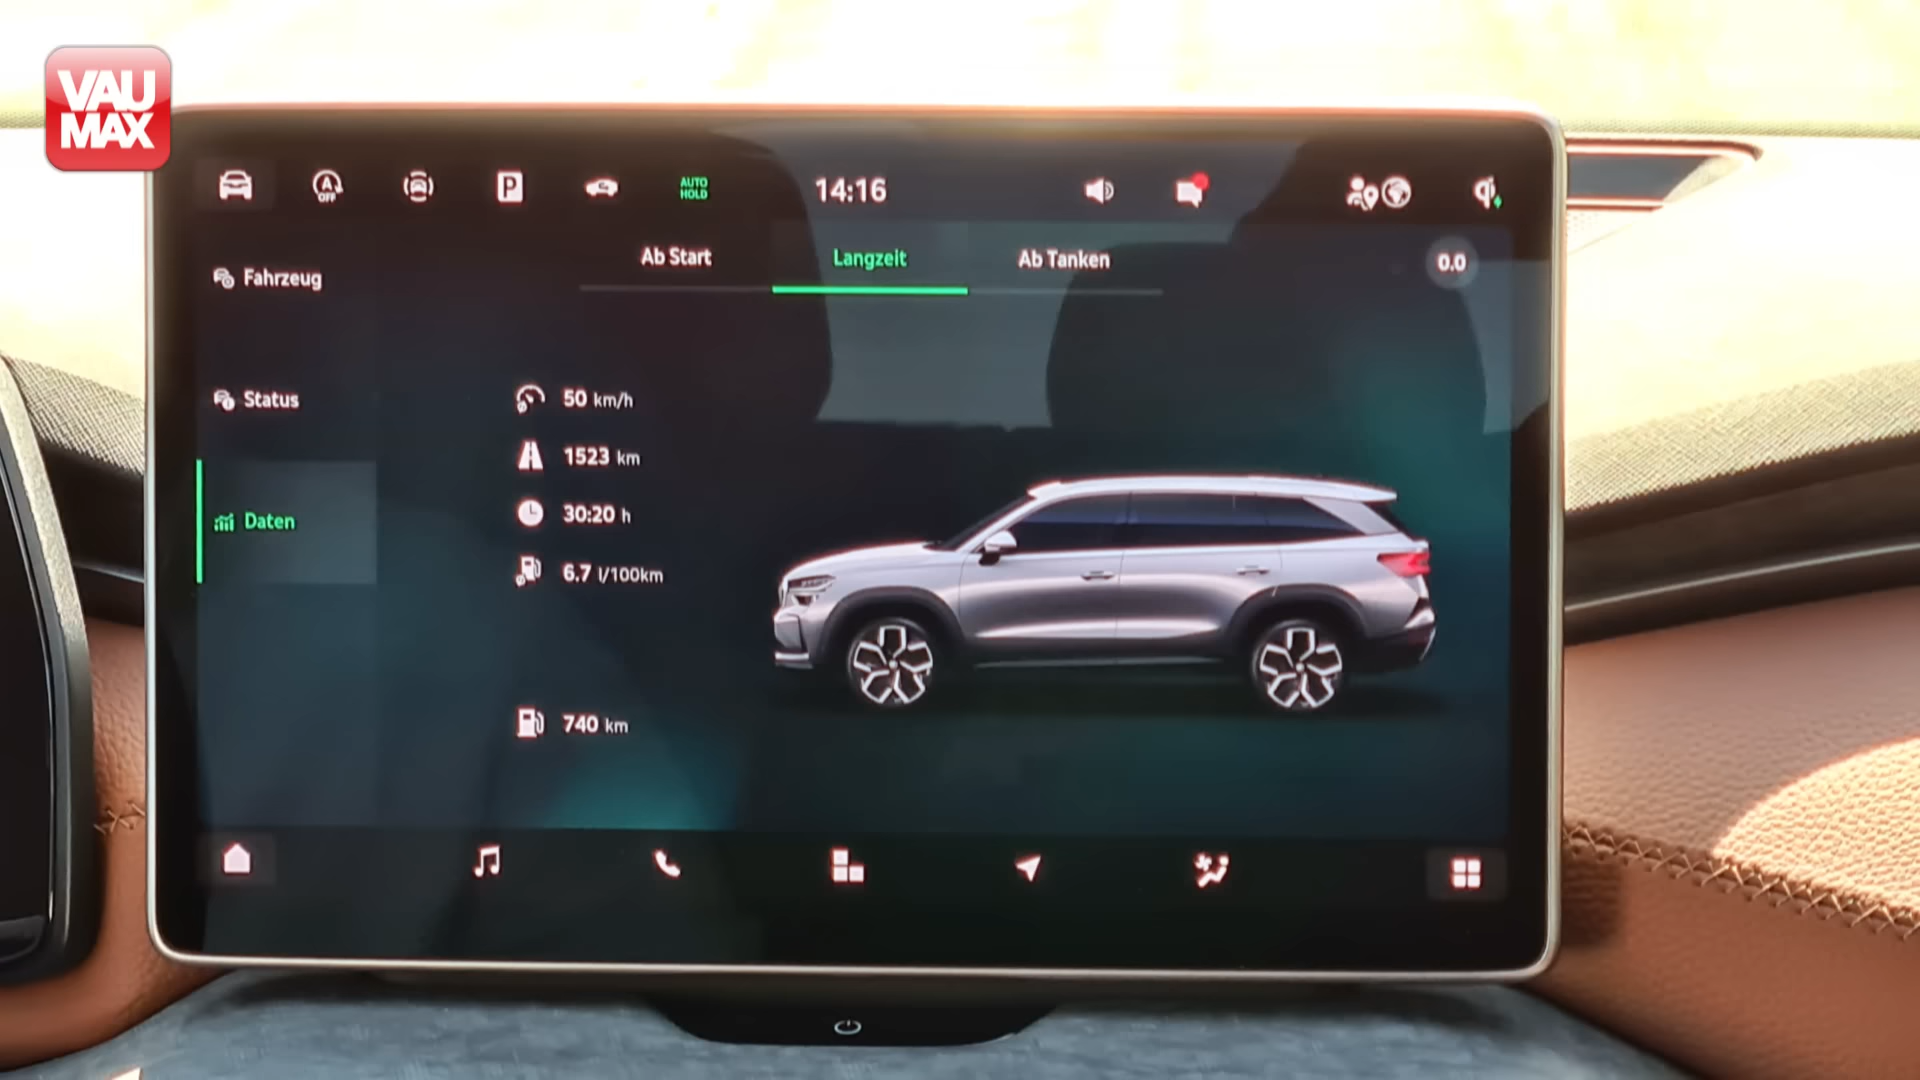 VAU
MAX
A
OFF
P
AUTO
HOLD
14:16
Ab Start
Langzeit
Ab Tanken
0.0
Fahrzeug
Status
Daten
50 km/h
1523 km
30:20 h
6.7 l/100km
740 km